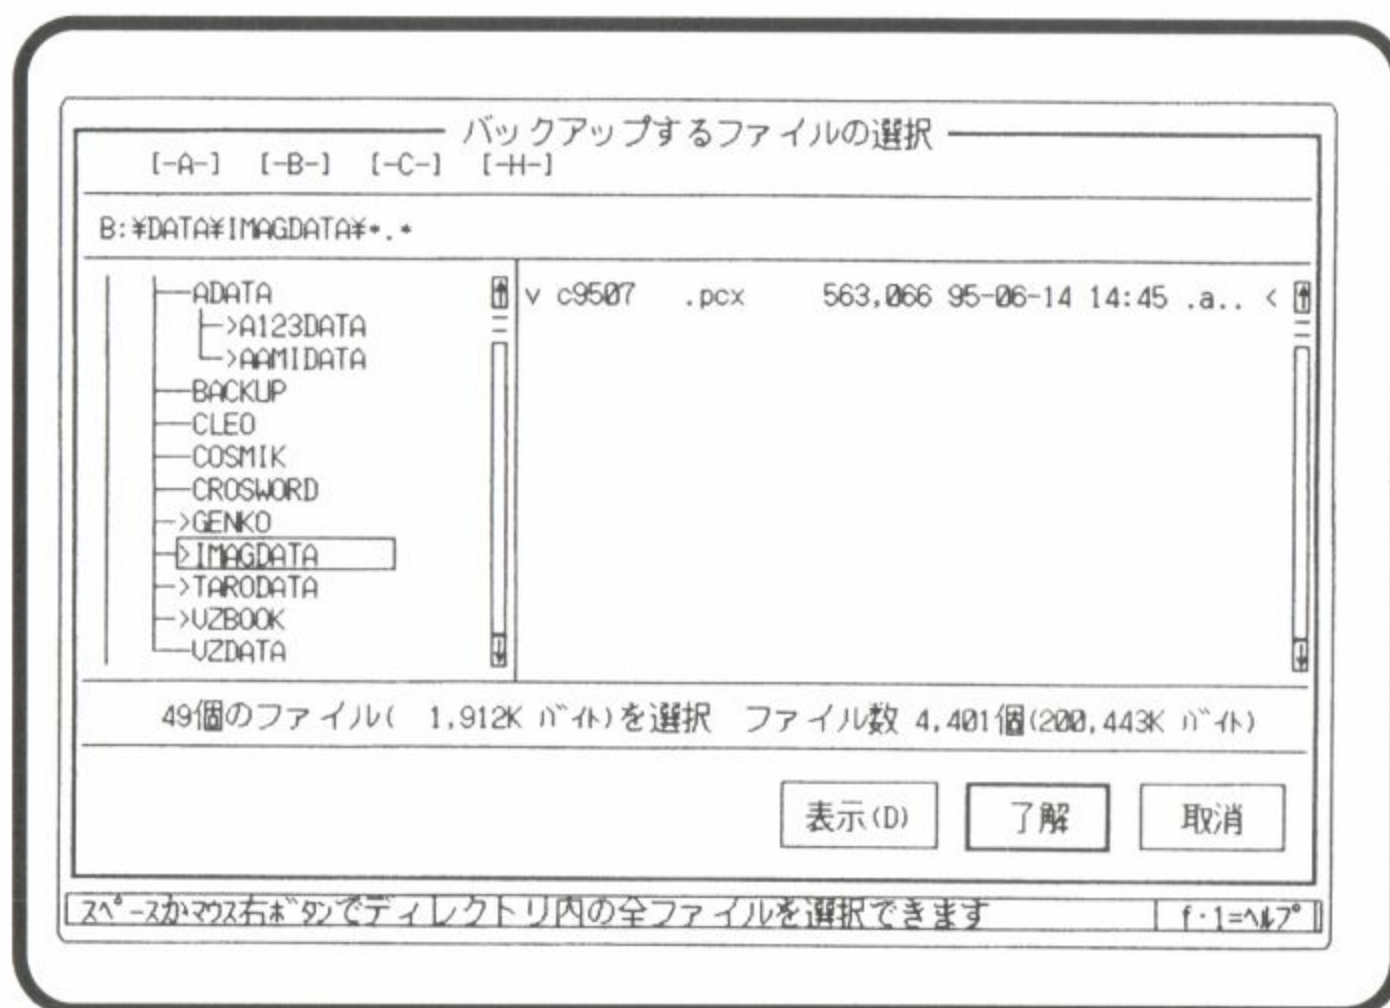 バックアップするファイルの選択
[-A-] [-B-] [-C-] [-H-]
B:¥DATA¥IMAGDATA¥*.*
ADATA
>A123DATA
>AAMIDATA
BACKUP
CLEO
COSMIK
CROSWORD
>GENKO
>IMAGDATA
>TARODATA
>VZBOOK
VZDATA
v c9507 .pcx 563,066 95-06-14 14:45 .a.. <
49個のファイル( 1,912K バイト)を選択 ファイル数 4,401個(200,443K バイト)
表示(D) 了解 取消
スペースかマウス右ボタンでディレクトリ内の全ファイルを選択できます f・1=ヘルプ